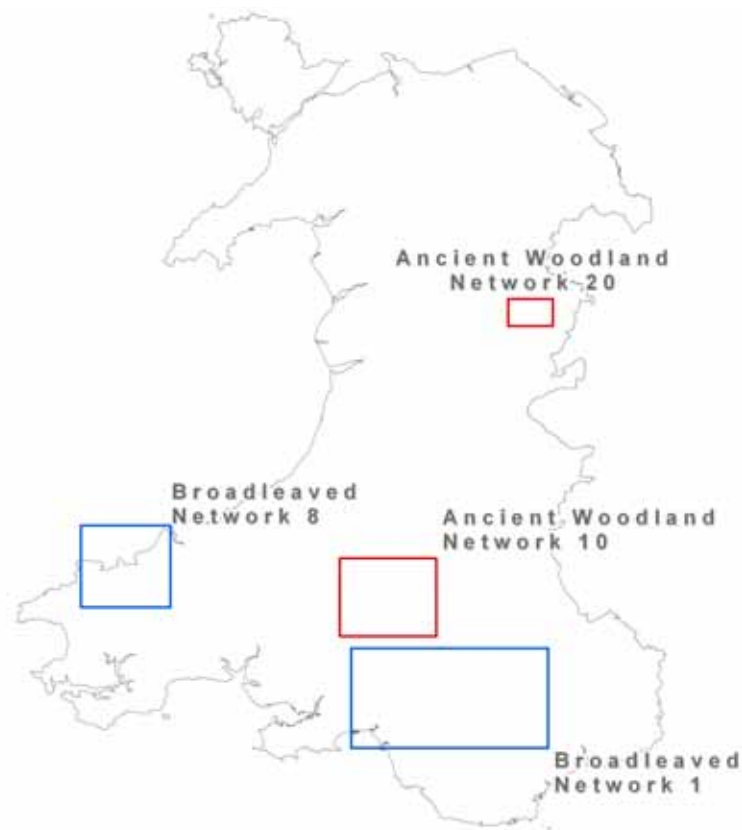 Ancient Woodland
Network 20
Broadleaved
Network 8
Ancient Woodland
Network 10
Broadleaved
Network 1